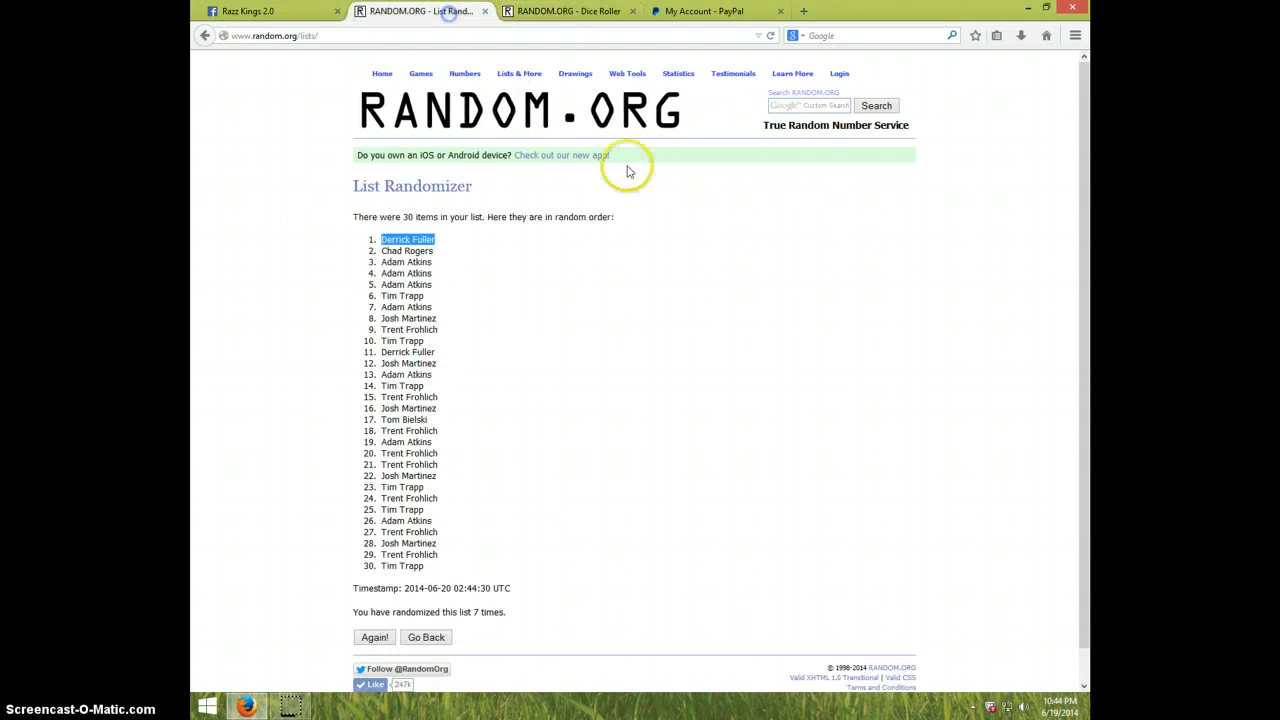 Razz Kings 2.0
RANDOM.ORG - List Rand...
RANDOM.ORG - Dice Roller
My Account - PayPal
www.random.org/lists/
Google
Home Games Numbers Lists & More Drawings Web Tools Statistics Testimonials Learn More Login
Search RANDOM.ORG
Google™ Custom Search
Search
RANDOM.ORG
True Random Number Service
Do you own an iOS or Android device? Check out our new app!
List Randomizer
There were 30 items in your list. Here they are in random order:
1. Derrick Fuller
2. Chad Rogers
3. Adam Atkins
4. Adam Atkins
5. Adam Atkins
6. Tim Trapp
7. Adam Atkins
8. Josh Martinez
9. Trent Frohlich
10. Tim Trapp
11. Derrick Fuller
12. Josh Martinez
13. Adam Atkins
14. Tim Trapp
15. Trent Frohlich
16. Josh Martinez
17. Tom Bielski
18. Trent Frohlich
19. Adam Atkins
20. Trent Frohlich
21. Trent Frohlich
22. Josh Martinez
23. Tim Trapp
24. Trent Frohlich
25. Tim Trapp
26. Adam Atkins
27. Trent Frohlich
28. Josh Martinez
29. Trent Frohlich
30. Tim Trapp
Timestamp: 2014-06-20 02:44:30 UTC
You have randomized this list 7 times.
Again! Go Back
Follow @RandomOrg
Like 247k
© 1998-2014 RANDOM.ORG
Valid XHTML 1.0 Transitional | Valid CSS
Terms and Conditions
10:44 PM
6/19/2014
Screencast-O-Matic.com